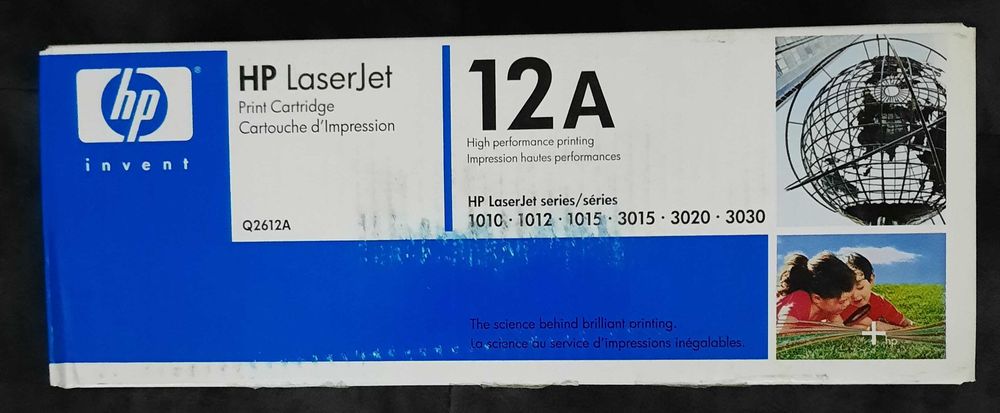 hp
®
invent
HP LaserJet
Print Cartridge
Cartouche d'Impression
Q2612A
12A
High performance printing
Impression hautes performances
HP LaserJet series/séries
1010 · 1012 · 1015 · 3015 · 3020 · 3030
The science behind brilliant printing.
La science au service d'impressions inégalables.
+hp